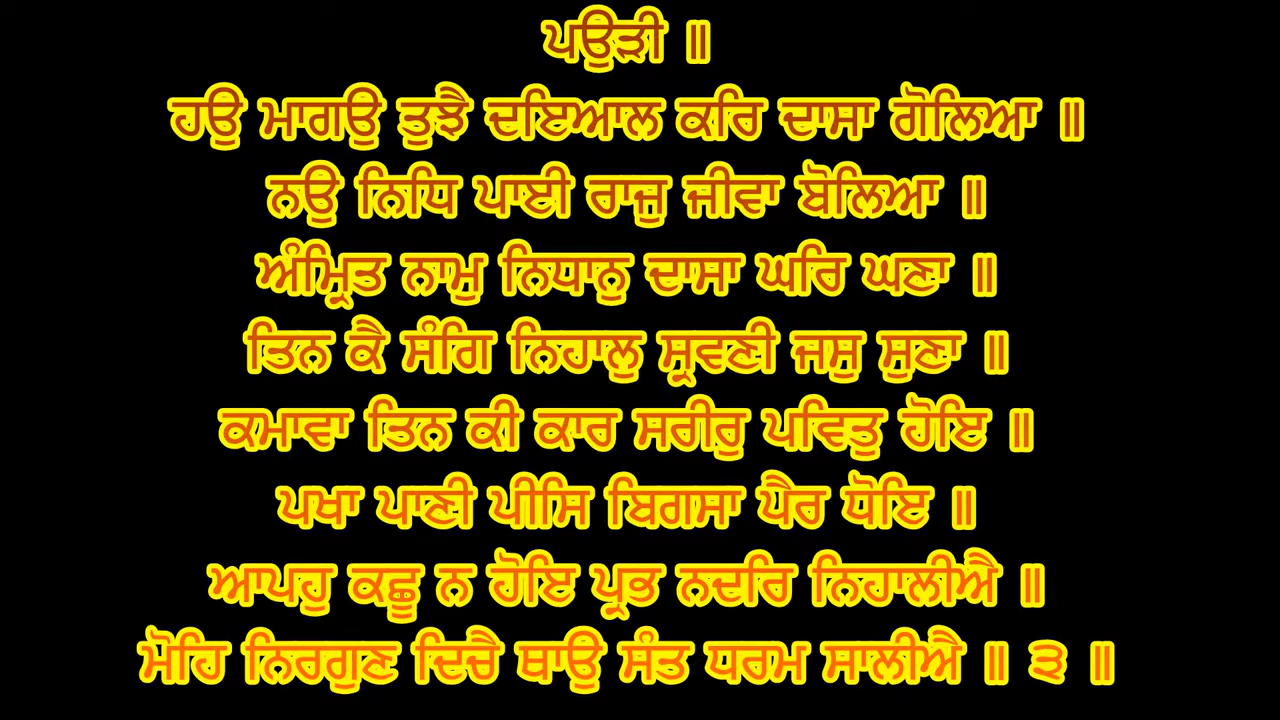 ਪਉੜੀ ॥
ਹਉ ਮਾਗਉ ਤੁਝੈ ਦਇਆਲ ਕਰਿ ਦਾਸਾ ਗੋਲਿਆ ॥
ਨਉ ਨਿਧਿ ਪਾਈ ਰਾਜੁ ਜੀਵਾ ਬੋਲਿਆ ॥
ਅੰਮ੍ਰਿਤ ਨਾਮੁ ਨਿਧਾਨੁ ਦਾਸਾ ਘਰਿ ਘਣਾ ॥
ਤਿਨ ਕੈ ਸੰਗਿ ਨਿਹਾਲੁ ਸ੍ਰਵਣੀ ਜਸੁ ਸੁਣਾ ॥
ਕਮਾਵਾ ਤਿਨ ਕੀ ਕਾਰ ਸਰੀਰੁ ਪਵਿਤੁ ਹੋਇ ॥
ਪਖਾ ਪਾਣੀ ਪੀਸਿ ਬਿਗਸਾ ਪੈਰ ਧੋਇ ॥
ਆਪਹੁ ਕਛੂ ਨ ਹੋਇ ਪ੍ਰਭ ਨਦਰਿ ਨਿਹਾਲੀਐ ॥
ਮੋਹਿ ਨਿਰਗੁਣ ਦਿਚੈ ਥਾਉ ਸੰਤ ਧਰਮ ਸਾਲੀਐ ॥ ੩ ॥